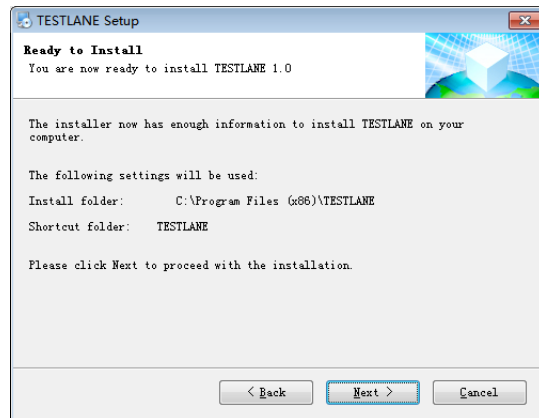 TESTLANE Setup
Ready to Install
You are now ready to install TESTLANE 1.0
The installer now has enough information to install TESTLANE on your
computer.
The following settings will be used:
Install folder: C:\Program Files (x86)\TESTLANE
Shortcut folder: TESTLANE
Please click Next to proceed with the installation.
< Back Next > Cancel